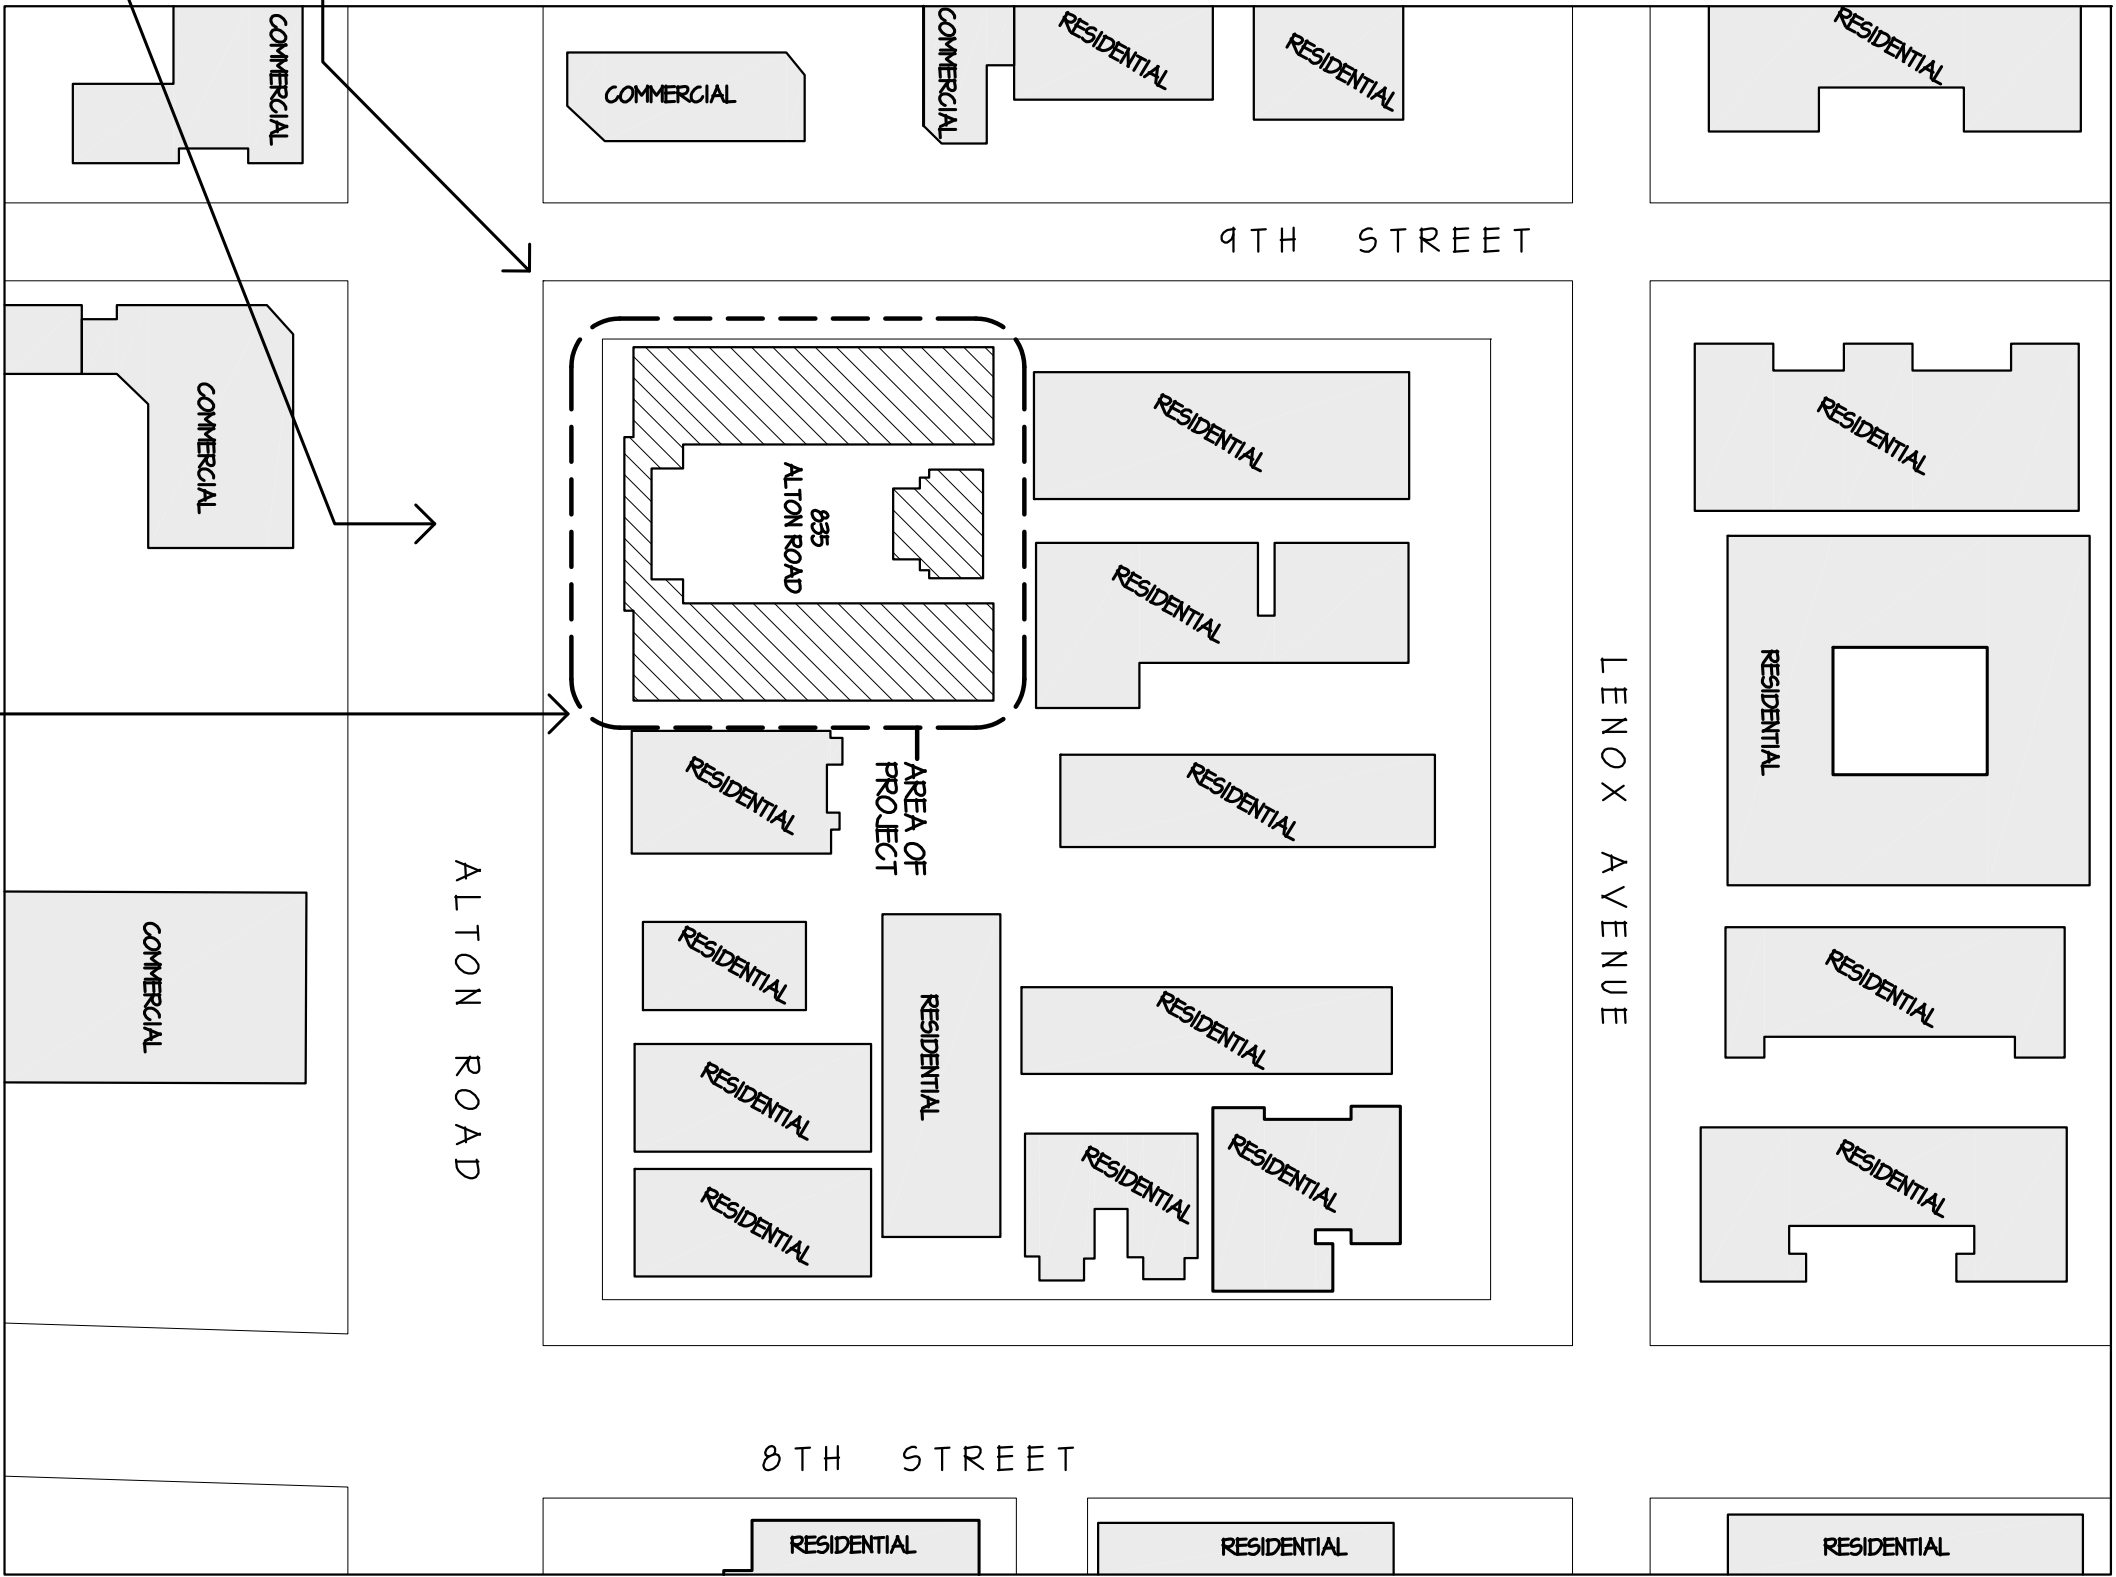 COMMERCIAL
COMMERCIAL
COMMERCIAL
RESIDENTIAL
RESIDENTIAL
RESIDENTIAL
9TH STREET
COMMERCIAL
835
ALTON ROAD
RESIDENTIAL
RESIDENTIAL
RESIDENTIAL
RESIDENTIAL
AREA OF
PROJECT
RESIDENTIAL
RESIDENTIAL
LENOX AVENUE
RESIDENTIAL
COMMERCIAL
ALTON ROAD
RESIDENTIAL
RESIDENTIAL
RESIDENTIAL
RESIDENTIAL
RESIDENTIAL
RESIDENTIAL
RESIDENTIAL
RESIDENTIAL
RESIDENTIAL
RESIDENTIAL
8TH STREET
RESIDENTIAL
RESIDENTIAL
RESIDENTIAL